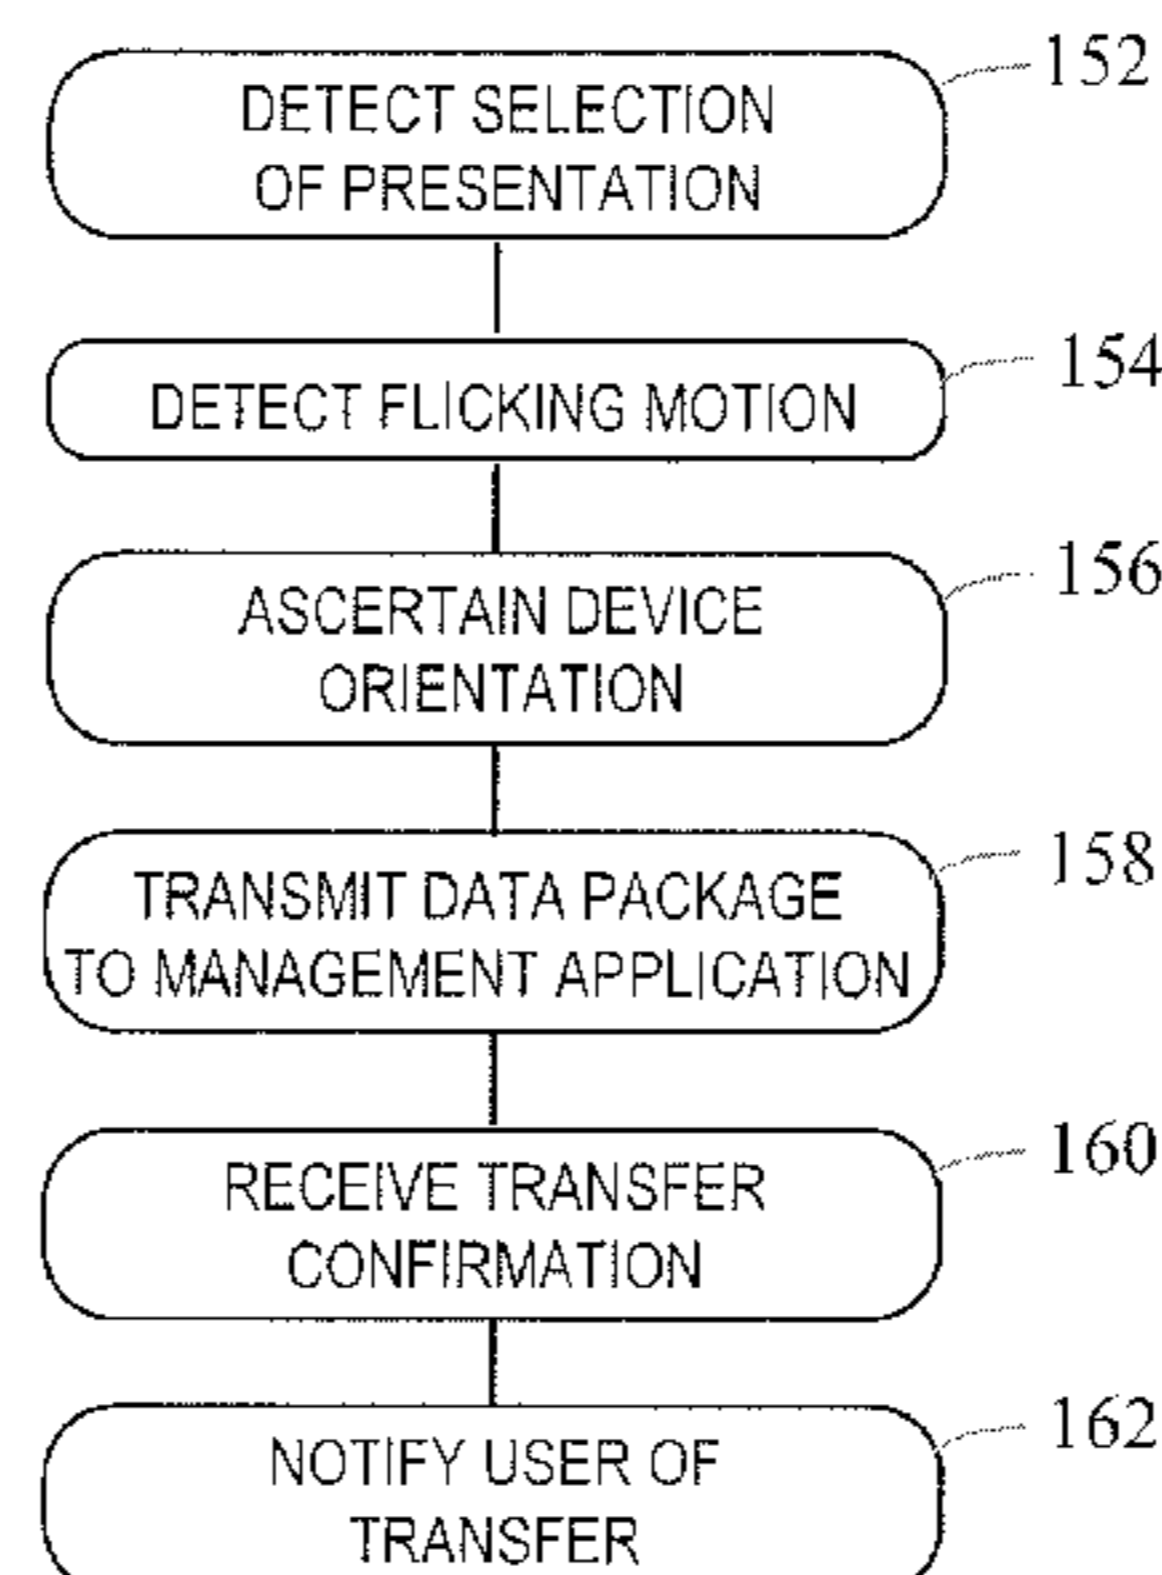 152
DETECT SELECTION
OF PRESENTATION
154
DETECT FLICKING MOTION
156
ASCERTAIN DEVICE
ORIENTATION
158
TRANSMIT DATA PACKAGE
TO MANAGEMENT APPLICATION
160
RECEIVE TRANSFER
CONFIRMATION
162
NOTIFY USER OF
TRANSFER